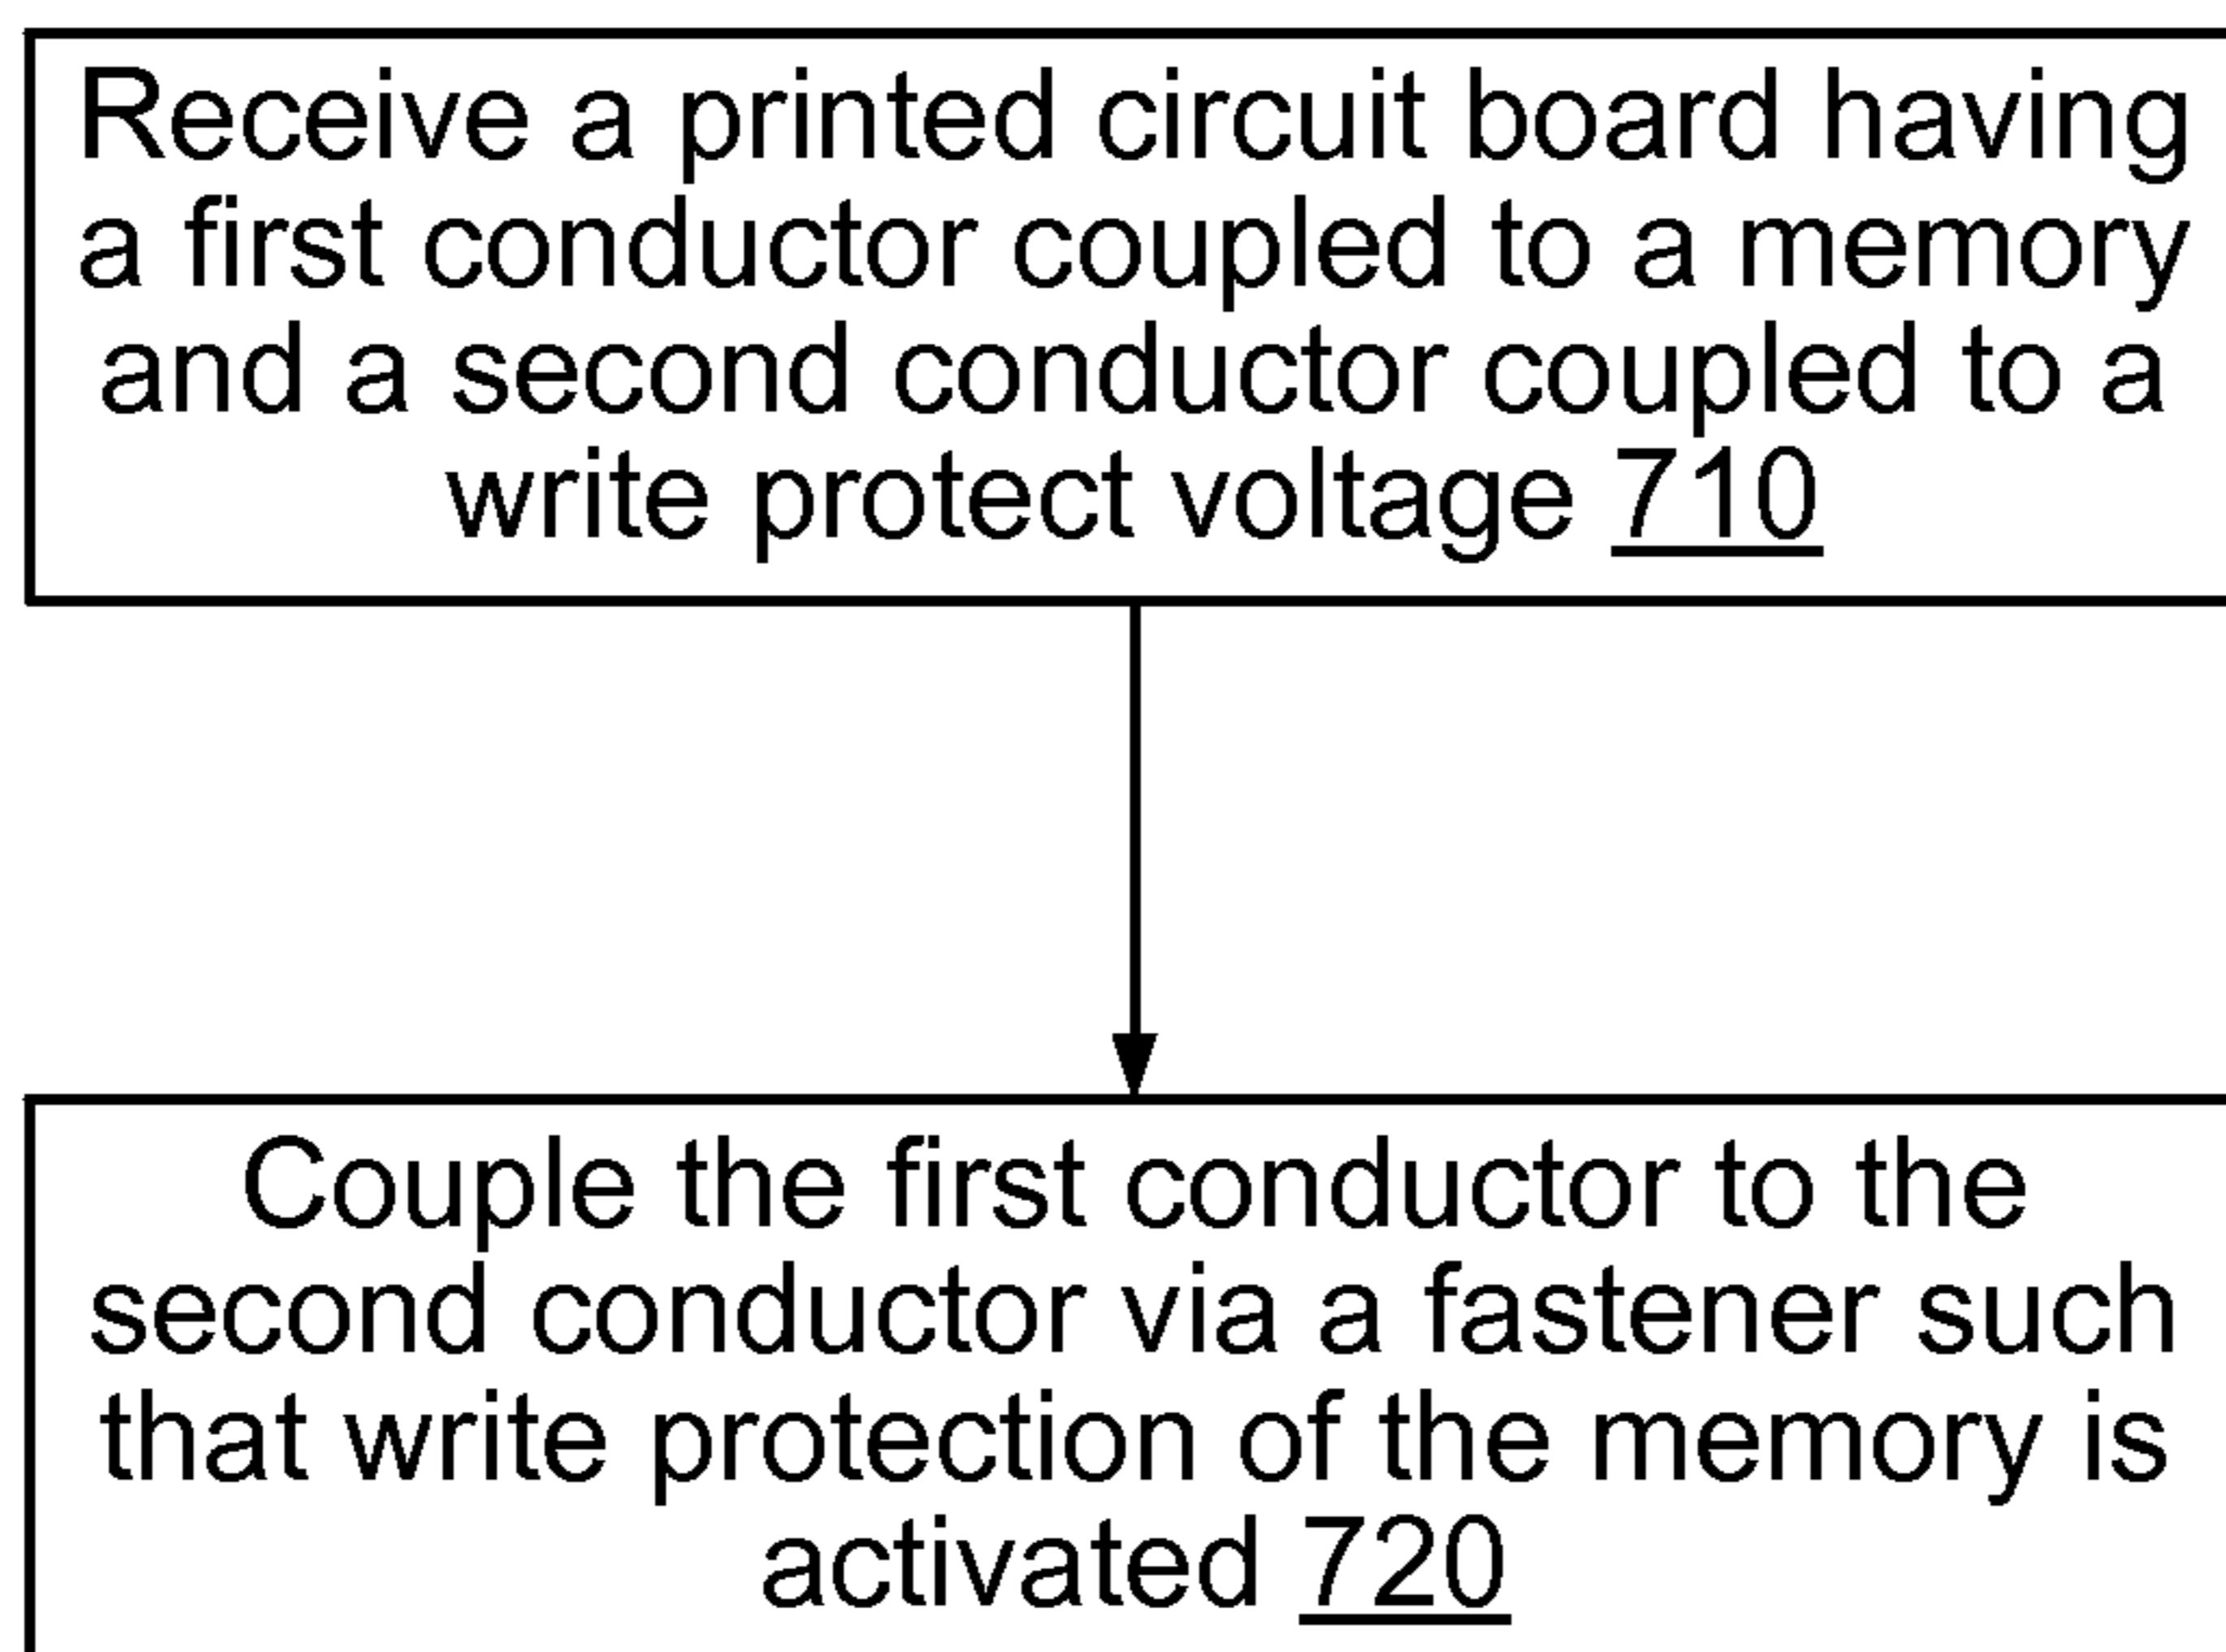 Receive a printed circuit board having
a first conductor coupled to a memory
and a second conductor coupled to a
write protect voltage 710
Couple the first conductor to the
second conductor via a fastener such
that write protection of the memory is
activated 720